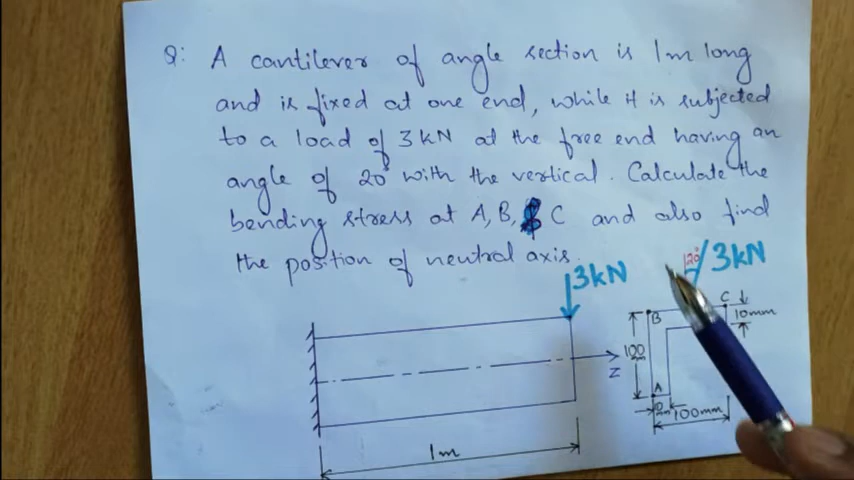 Q: A cantilever of angle section is 1m long
and is fixed at one end, while it is subjected
to a load of 3 kN at the free end having an
angle of 20° with the vertical. Calculate the
bending stress at A, B, C and also find
the position of neutral axis.
3kN
20°
3kN
B
C
10mm
100
Z
A
100mm
1m